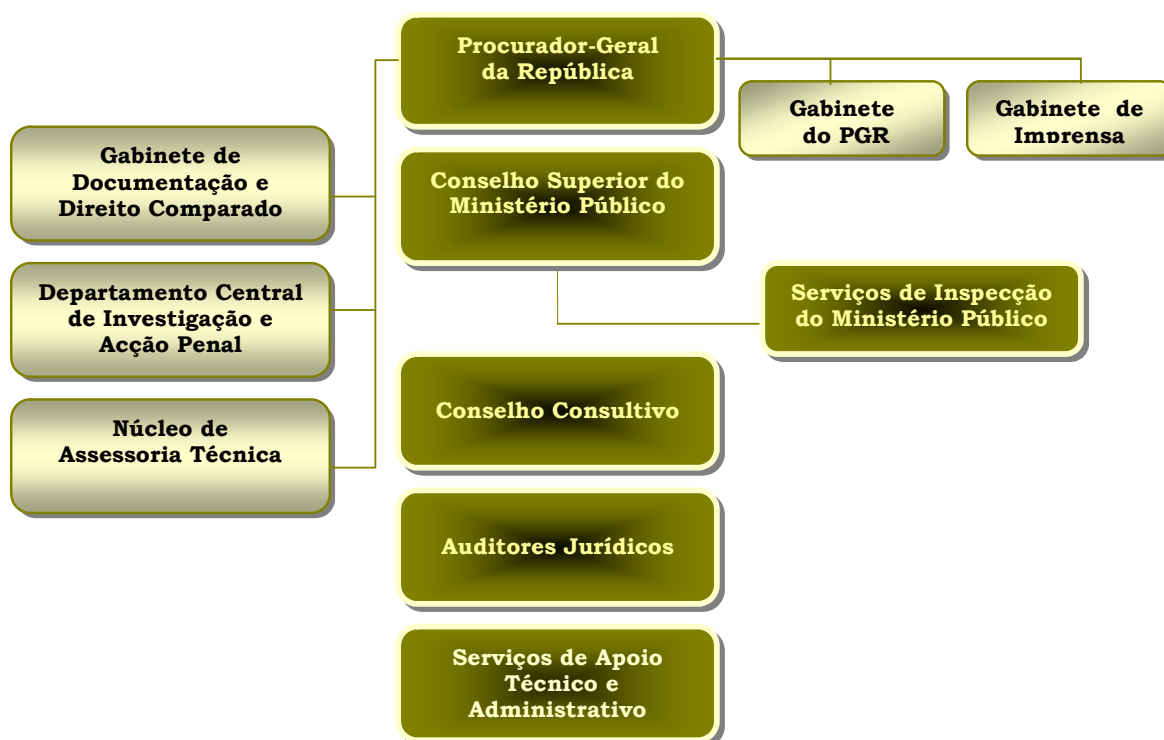 Procurador-Geral
da República
Gabinete
do PGR
Gabinete de
Imprensa
Gabinete de
Documentação e
Direito Comparado
Conselho Superior do
Ministério Público
Departamento Central
de Investigação e
Acção Penal
Serviços de Inspecção
do Ministério Público
Núcleo de
Assessoria Técnica
Conselho Consultivo
Auditores Jurídicos
Serviços de Apoio
Técnico e
Administrativo